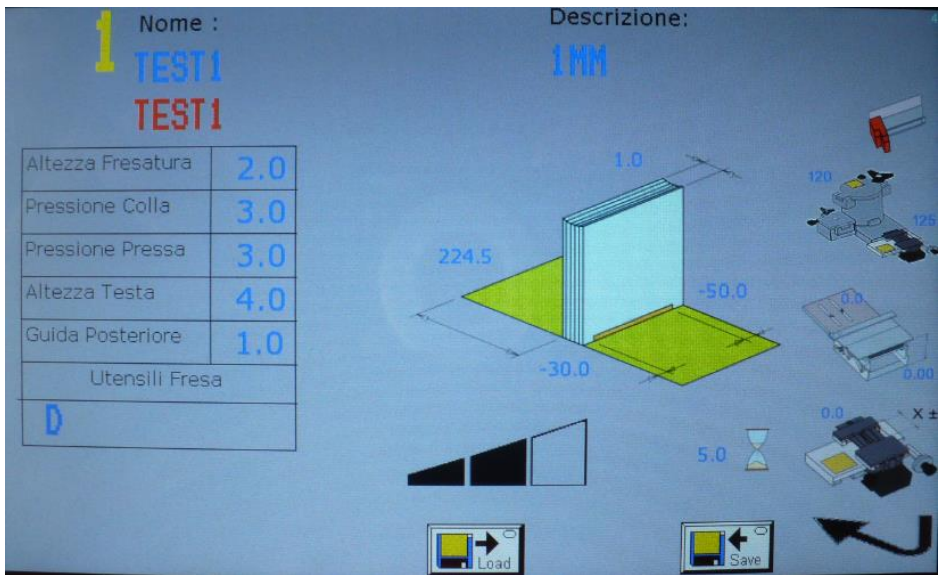 1
Nome :
TEST1
TEST1
Descrizione:
1MM
4
Altezza Fresatura 2.0
Pressione Colla 3.0
Pressione Pressa 3.0
Altezza Testa 4.0
Guida Posteriore 1.0
Utensili Fresa
D
1.0
224.5
-50.0
-30.0
120
125
0.0
0.00
0.0
X ±
5.0
Load
Save